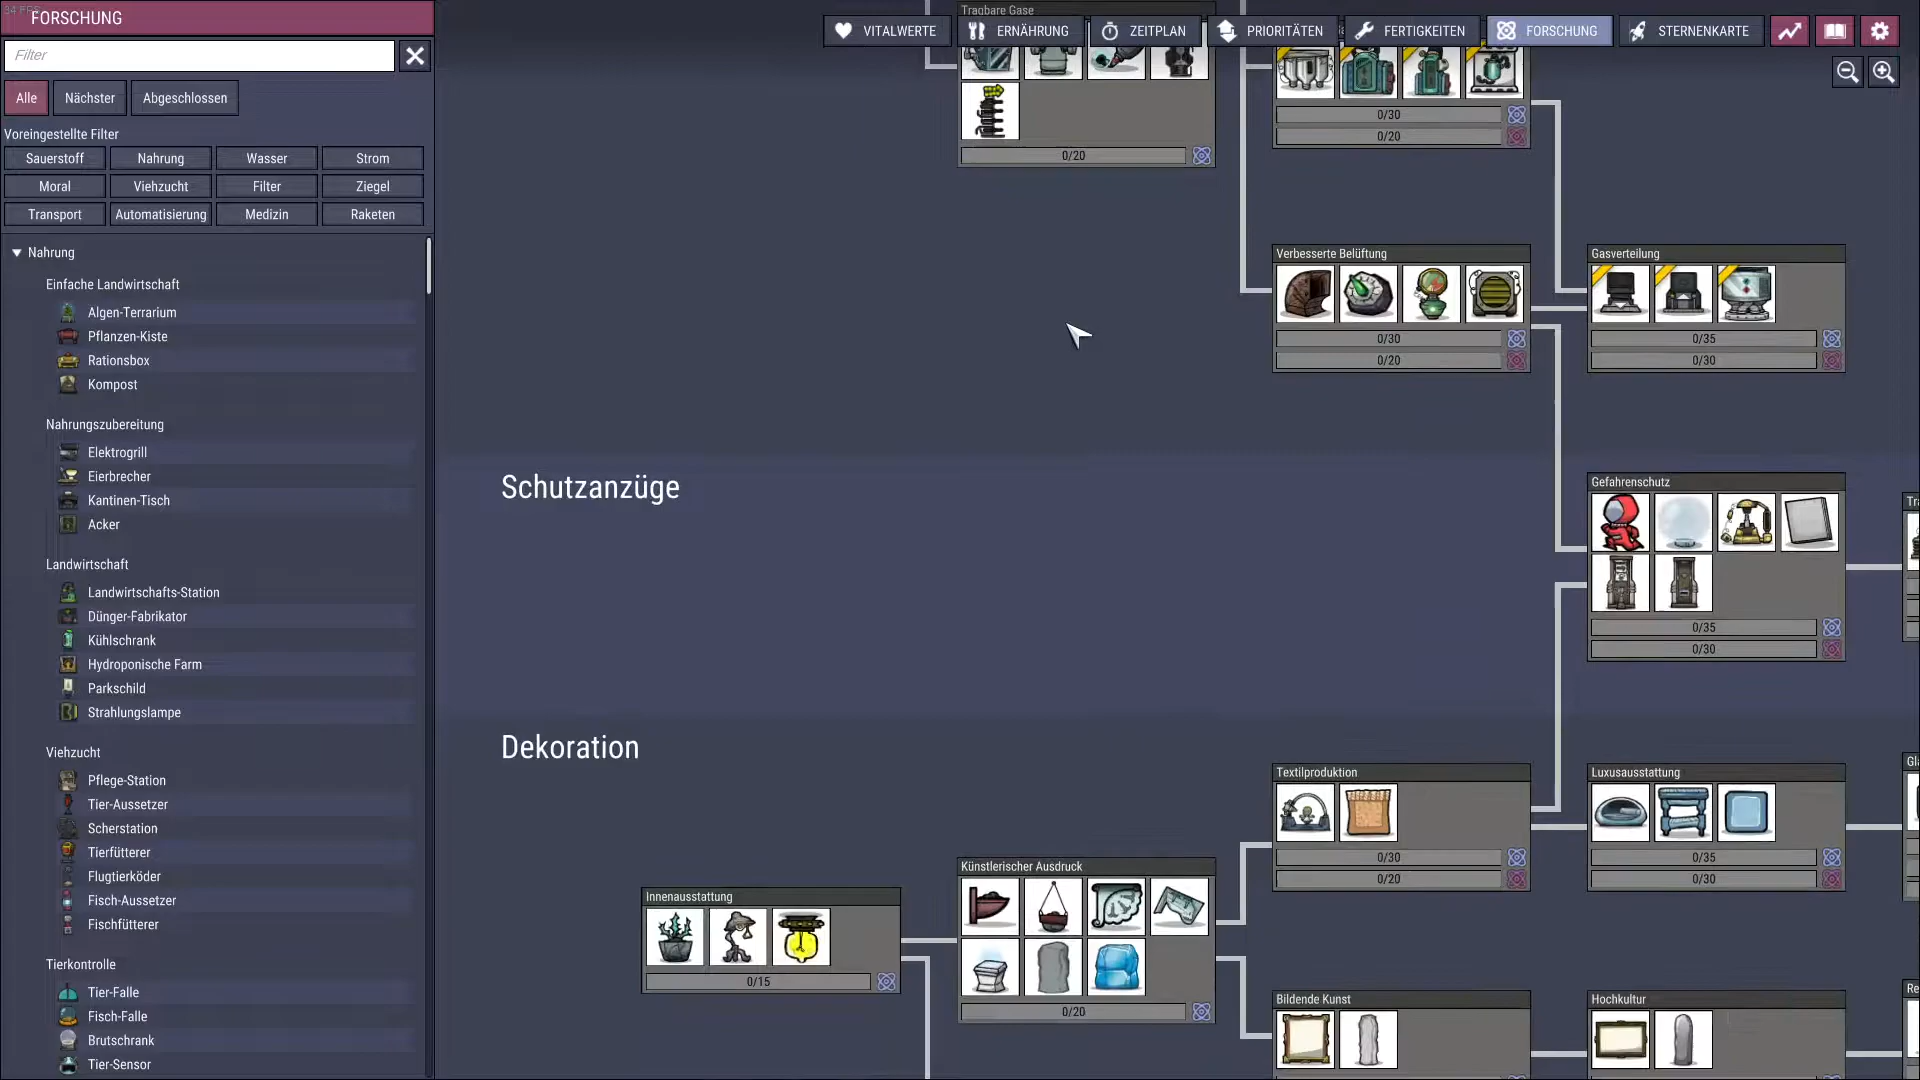 34 FPS
FORSCHUNG
Filter
Alle
Nächster
Abgeschlossen
Voreingestellte Filter
Sauerstoff
Nahrung
Wasser
Strom
Moral
Viehzucht
Filter
Ziegel
Transport
Automatisierung
Medizin
Raketen
Nahrung
Einfache Landwirtschaft
Algen-Terrarium
Pflanzen-Kiste
Rationsbox
Kompost
Nahrungszubereitung
Elektrogrill
Eierbrecher
Kantinen-Tisch
Acker
Landwirtschaft
Landwirtschafts-Station
Dünger-Fabrikator
Kühlschrank
Hydroponische Farm
Parkschild
Strahlungslampe
Viehzucht
Pflege-Station
Tier-Aussetzer
Scherstation
Tierfütterer
Flugtierköder
Fisch-Aussetzer
Fischfütterer
Tierkontrolle
Tier-Falle
Fisch-Falle
Brutschrank
Tier-Sensor
VITALWERTE
ERNÄHRUNG
ZEITPLAN
PRIORITÄTEN
FERTIGKEITEN
FORSCHUNG
STERNENKARTE
Tragbare Gase
0/20
0/30
0/20
Verbesserte Belüftung
0/30
0/20
Gasverteilung
0/35
0/30
Schutzanzüge
Gefahrenschutz
0/35
0/30
Tra
Dekoration
Textilproduktion
0/30
0/20
Luxusausstattung
0/35
0/30
Innenausstattung
0/15
Künstlerischer Ausdruck
0/20
Bildende Kunst
Hochkultur